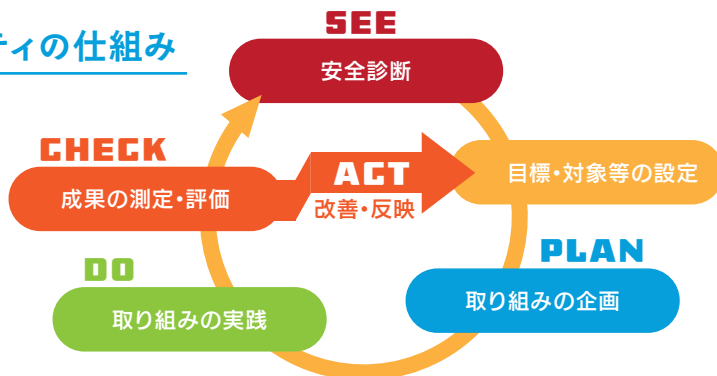 ティの仕組み
SEE
安全診断
CHECK
成果の測定・評価
ACT
改善・反映
目標・対象等の設定
PLAN
取り組みの企画
DO
取り組みの実践